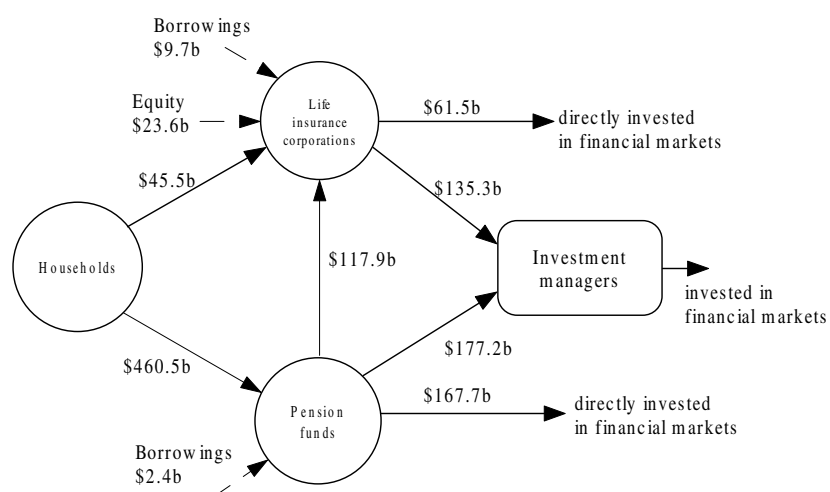 Borrowings
$9.7b
Equity
$23.6b
Life
insurance
corporations
$61.5b
directly invested
in financial markets
$45.5b
$135.3b
Households
$117.9b
Investment
managers
invested in
financial markets
$460.5b
$177.2b
Pension
funds
$167.7b
directly invested
in financial markets
Borrowings
$2.4b